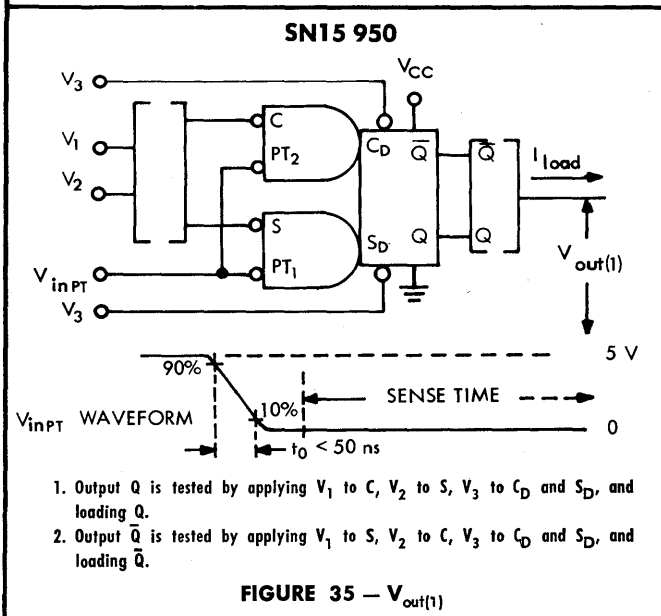 SN15 950
V3
VCC
V1
V2
C
PT2
CD
Q̅
Q̅
Iload
S
PT1
SD
Q
Q
Vout(1)
VinPT
V3
90%
5 V
SENSE TIME
10%
VinPT WAVEFORM
0
t0 < 50 ns
1. Output Q is tested by applying V1 to C, V2 to S, V3 to CD and SD, and
loading Q.
2. Output Q̅ is tested by applying V1 to S, V2 to C, V3 to CD and SD, and
loading Q̅.
FIGURE 35 – Vout(1)